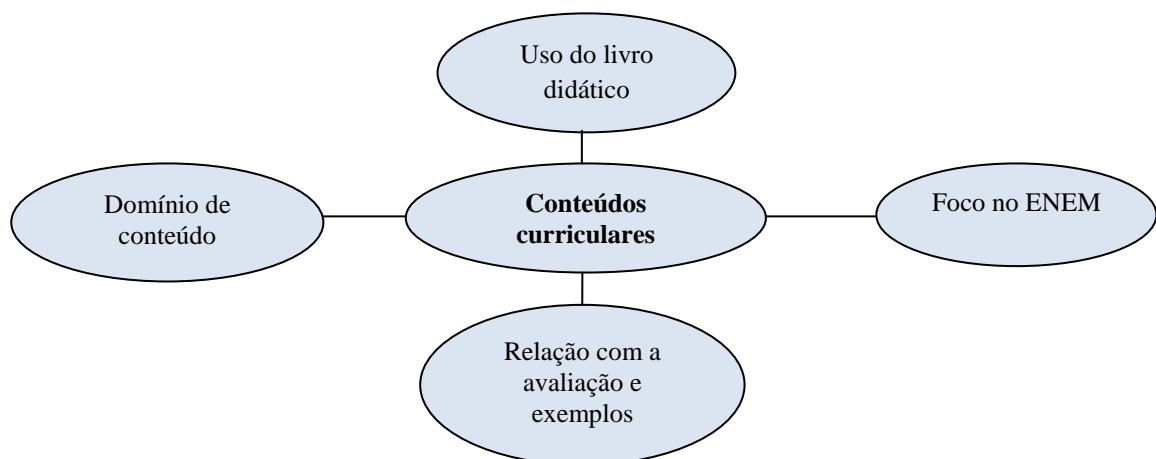 Uso do livro
didático
Domínio de
conteúdo
Conteúdos
curriculares
Foco no ENEM
Relação com a
avaliação e
exemplos